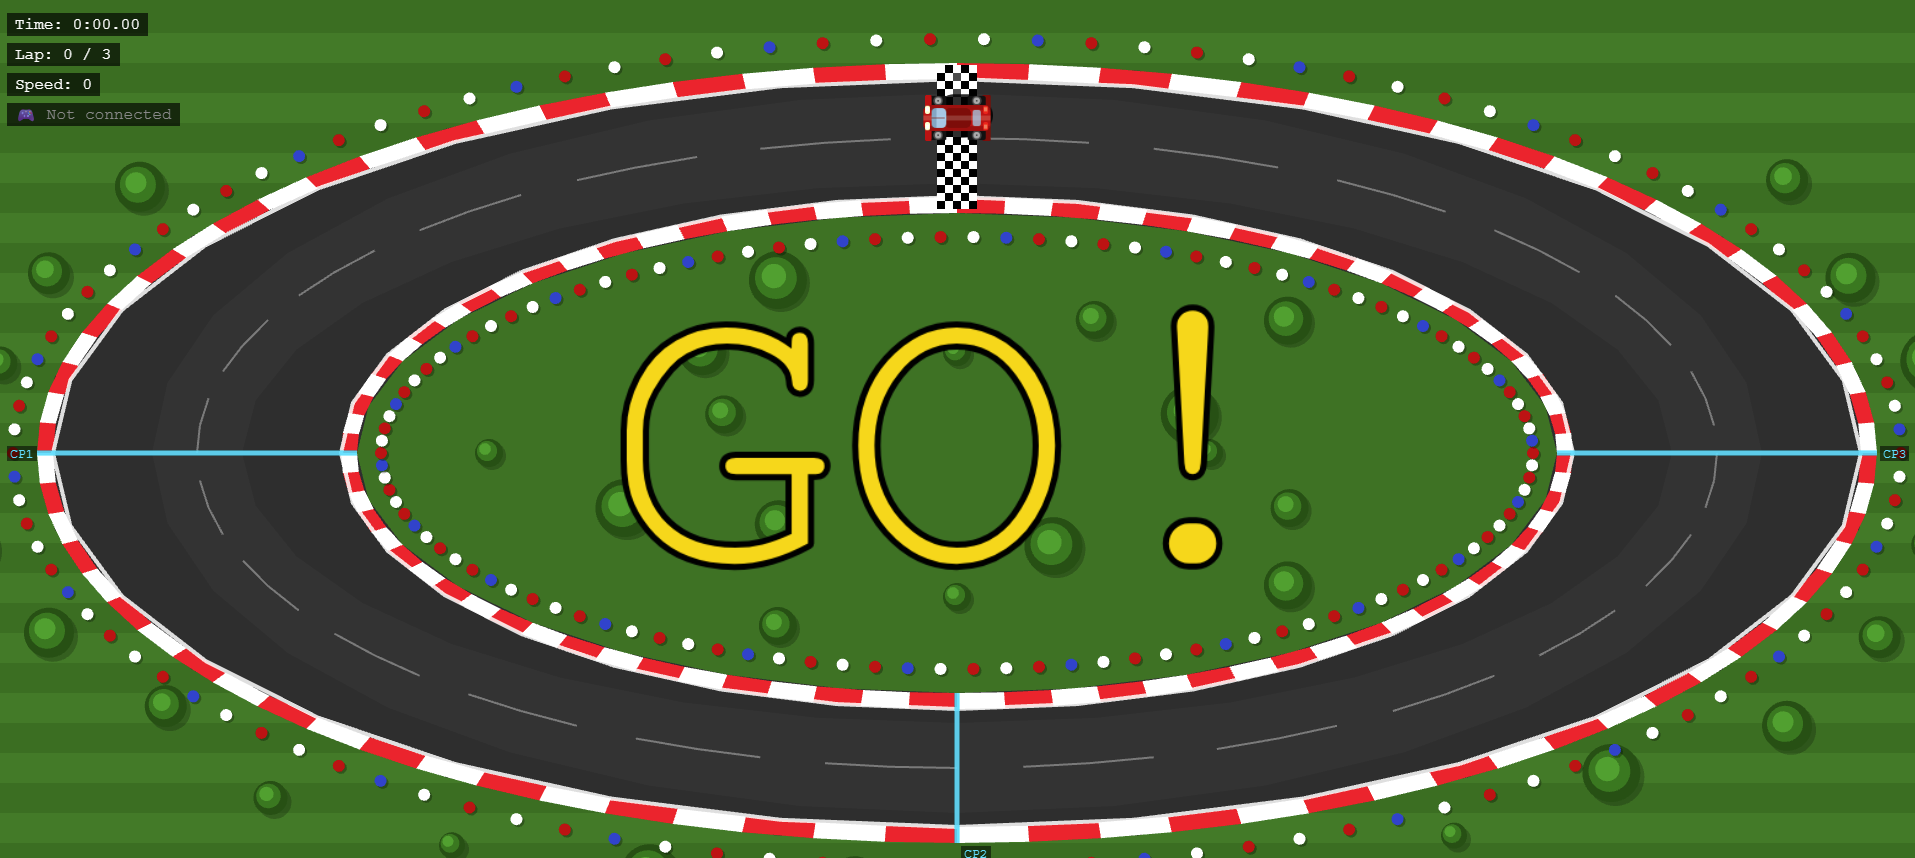 Time: 0:00.00
Lap: 0 / 3
Speed: 0
🎮 Not connected
GO!
CP1
CP3
CP2